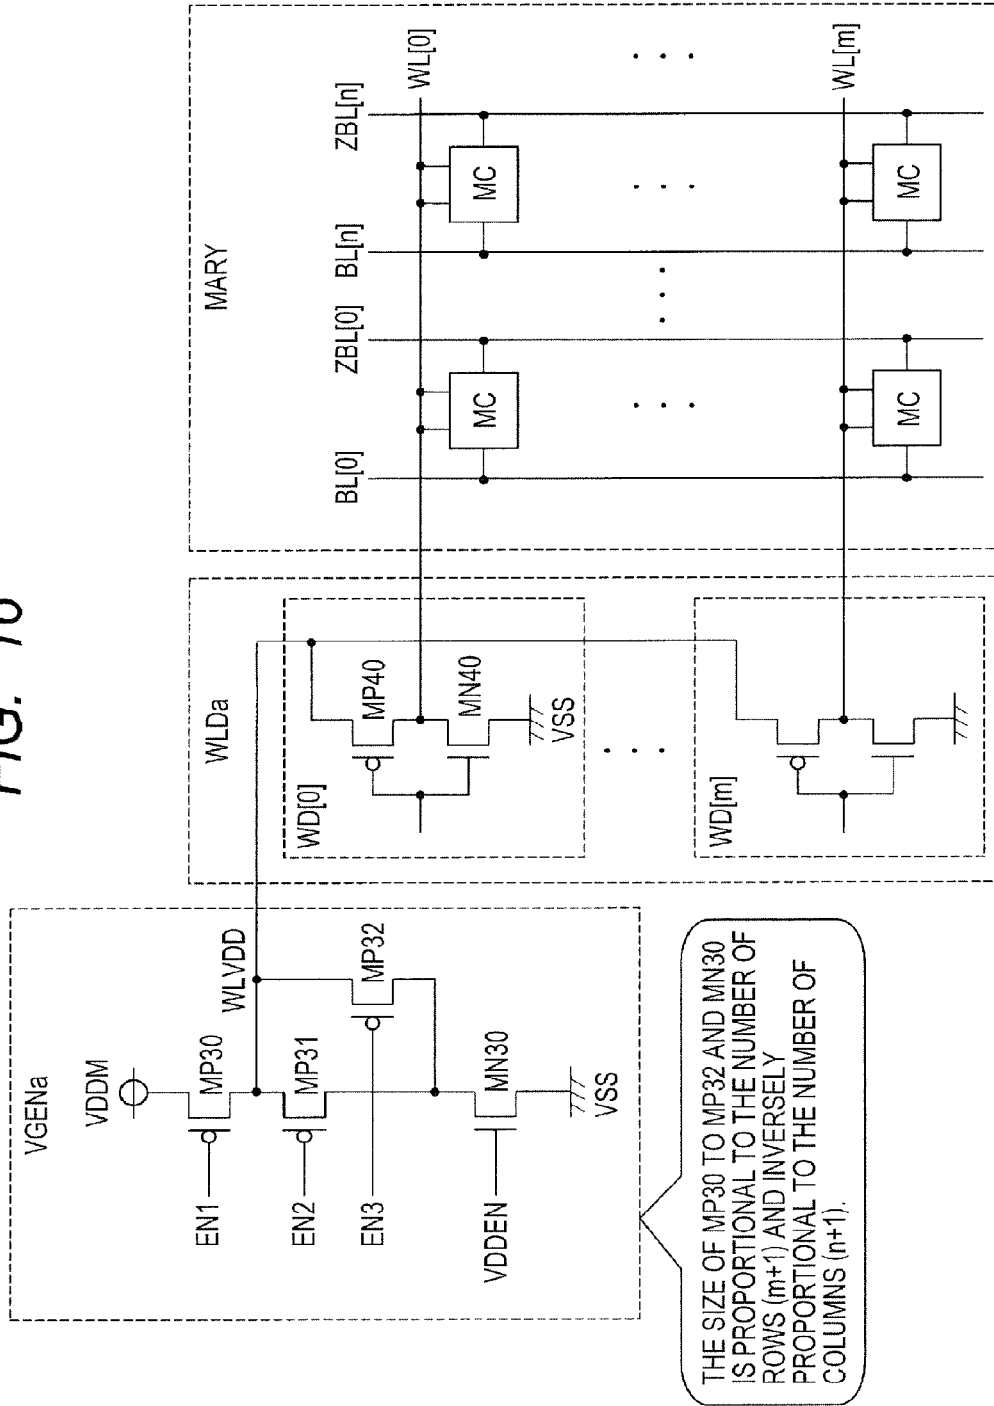 FIG.
VGENa
VDDM
EN1
MP30
WLVDD
EN2
MP31
EN3
MP32
VDDEN
MN30
VSS
THE SIZE OF MP30 TO MP32 AND MN30
IS PROPORTIONAL TO THE NUMBER OF
ROWS (m+1) AND INVERSELY
PROPORTIONAL TO THE NUMBER OF
COLUMNS (n+1).
WLDa
WD[0]
MP40
MN40
VSS
. . .
WD[m]
MARY
BL[0]
ZBL[0]
BL[n]
ZBL[n]
WL[0]
MC
MC
. . .
. . .
. . .
. . .
WL[m]
MC
MC